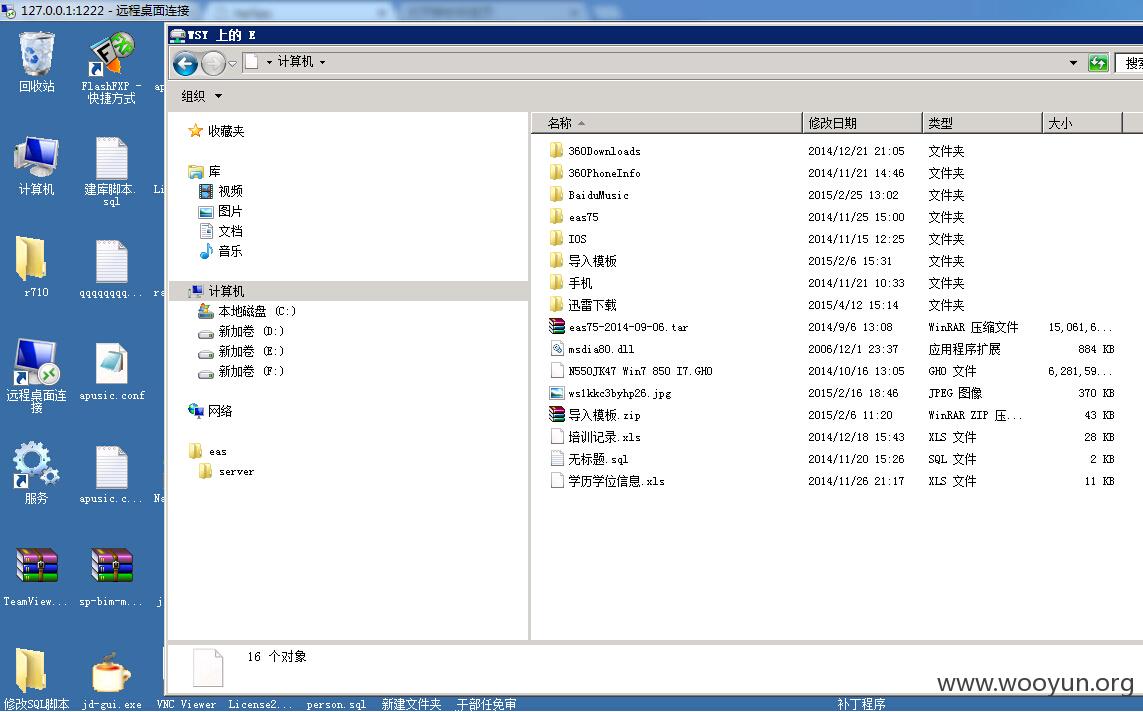 127.0.0.1:1222 - 远程桌面连接
WSY 上的 E
计算机
组织
搜索
回收站
FlashFXP - 
快捷方式
计算机
建库脚本.
sql
r710
qqqqqqqq...
远程桌面连
接
apusic.conf
服务
apusic.c...
TeamView...
sp-bim-m...
修改SQL脚本
jd-gui.exe
VNC Viewer
License2...
person.sql
新建文件夹
干部任免审
补丁程序
收藏夹
库
视频
图片
文档
音乐
计算机
本地磁盘 (C:)
新加卷 (D:)
新加卷 (E:)
新加卷 (F:)
网络
eas
server
名称 修改日期 类型 大小
360Downloads 2014/12/21 21:05 文件夹
360PhoneInfo 2014/11/21 14:46 文件夹
BaiduMusic 2015/2/25 13:02 文件夹
eas75 2014/11/25 15:00 文件夹
IOS 2014/11/15 12:25 文件夹
导入模板 2015/2/6 15:31 文件夹
手机 2014/11/21 10:33 文件夹
迅雷下载 2015/4/12 15:14 文件夹
eas75-2014-09-06.tar 2014/9/6 13:08 WinRAR 压缩文件 15,061,6...
msdia80.dll 2006/12/1 23:37 应用程序扩展 884 KB
N550JK47 Win7 850 I7.GHO 2014/10/16 13:05 GHO 文件 6,281,59...
ws1kkc3byhp26.jpg 2015/2/16 18:46 JPEG 图像 370 KB
导入模板.zip 2015/2/6 11:20 WinRAR ZIP 压... 43 KB
培训记录.xls 2014/12/18 15:43 XLS 文件 28 KB
无标题.sql 2014/11/20 15:26 SQL 文件 2 KB
学历学位信息.xls 2014/11/26 21:17 XLS 文件 11 KB
16 个对象
www.wooyun.org